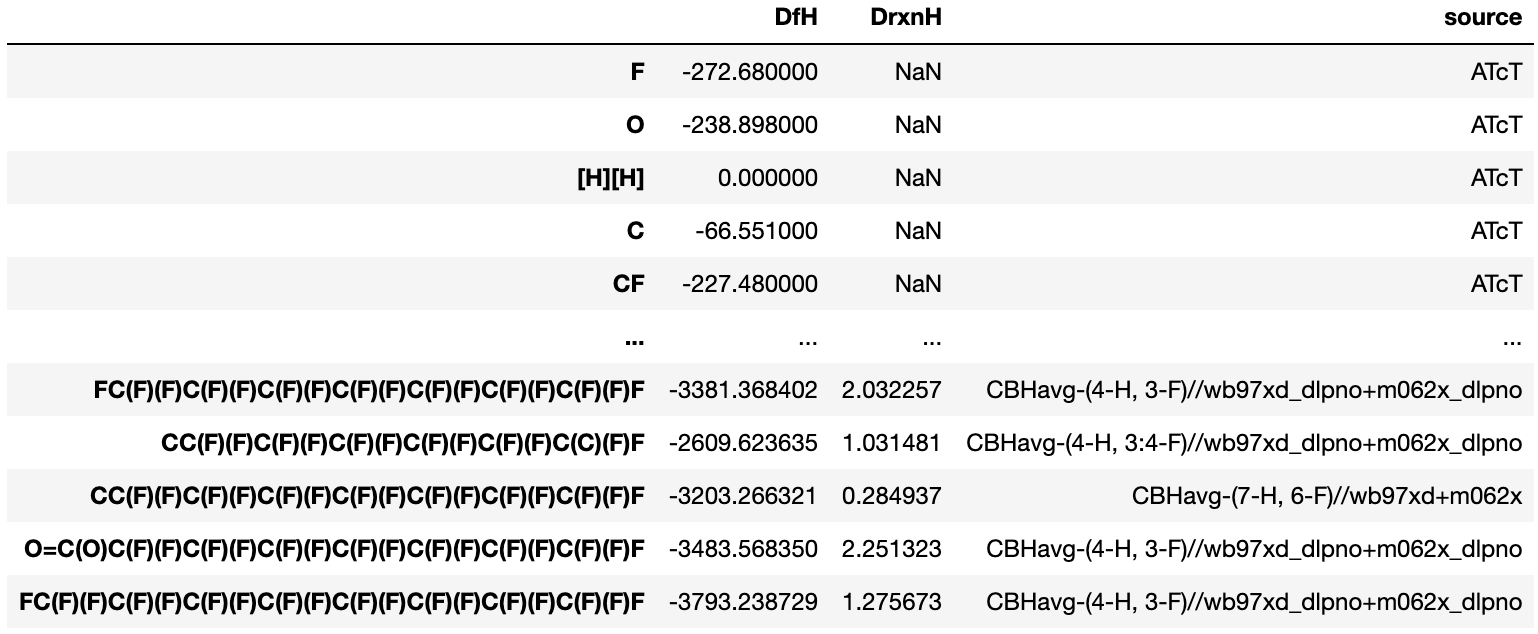 DfH DrxnH source
F -272.680000 NaN ATcT
O -238.898000 NaN ATcT
[H][H] 0.000000 NaN ATcT
C -66.551000 NaN ATcT
CF -227.480000 NaN ATcT
... ... ... ...
FC(F)(F)C(F)(F)C(F)(F)C(F)(F)C(F)(F)C(F)(F)C(F)(F)F -3381.368402 2.032257 CBHavg-(4-H, 3-F)//wb97xd_dlpno+m062x_dlpno
CC(F)(F)C(F)(F)C(F)(F)C(F)(F)C(F)(F)C(C)(F)F -2609.623635 1.031481 CBHavg-(4-H, 3:4-F)//wb97xd_dlpno+m062x_dlpno
CC(F)(F)C(F)(F)C(F)(F)C(F)(F)C(F)(F)C(F)(F)C(F)(F)F -3203.266321 0.284937 CBHavg-(7-H, 6-F)//wb97xd+m062x
O=C(O)C(F)(F)C(F)(F)C(F)(F)C(F)(F)C(F)(F)C(F)(F)C(F)(F)F -3483.568350 2.251323 CBHavg-(4-H, 3-F)//wb97xd_dlpno+m062x_dlpno
FC(F)(F)C(F)(F)C(F)(F)C(F)(F)C(F)(F)C(F)(F)C(F)(F)C(F)(F)F -3793.238729 1.275673 CBHavg-(4-H, 3-F)//wb97xd_dlpno+m062x_dlpno